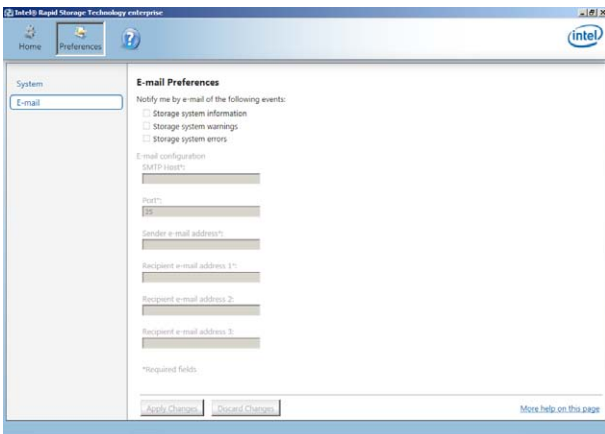 Intel® Rapid Storage Technology enterprise
Home
Preferences
?
intel
System
E-mail
E-mail Preferences
Notify me by e-mail of the following events:
Storage system information
Storage system warnings
Storage system errors
E-mail configuration
SMTP Host*:
Port*:
25
Sender e-mail address*:
Recipient e-mail address 1*:
Recipient e-mail address 2:
Recipient e-mail address 3:
*Required fields
Apply Changes
Discard Changes
More help on this page